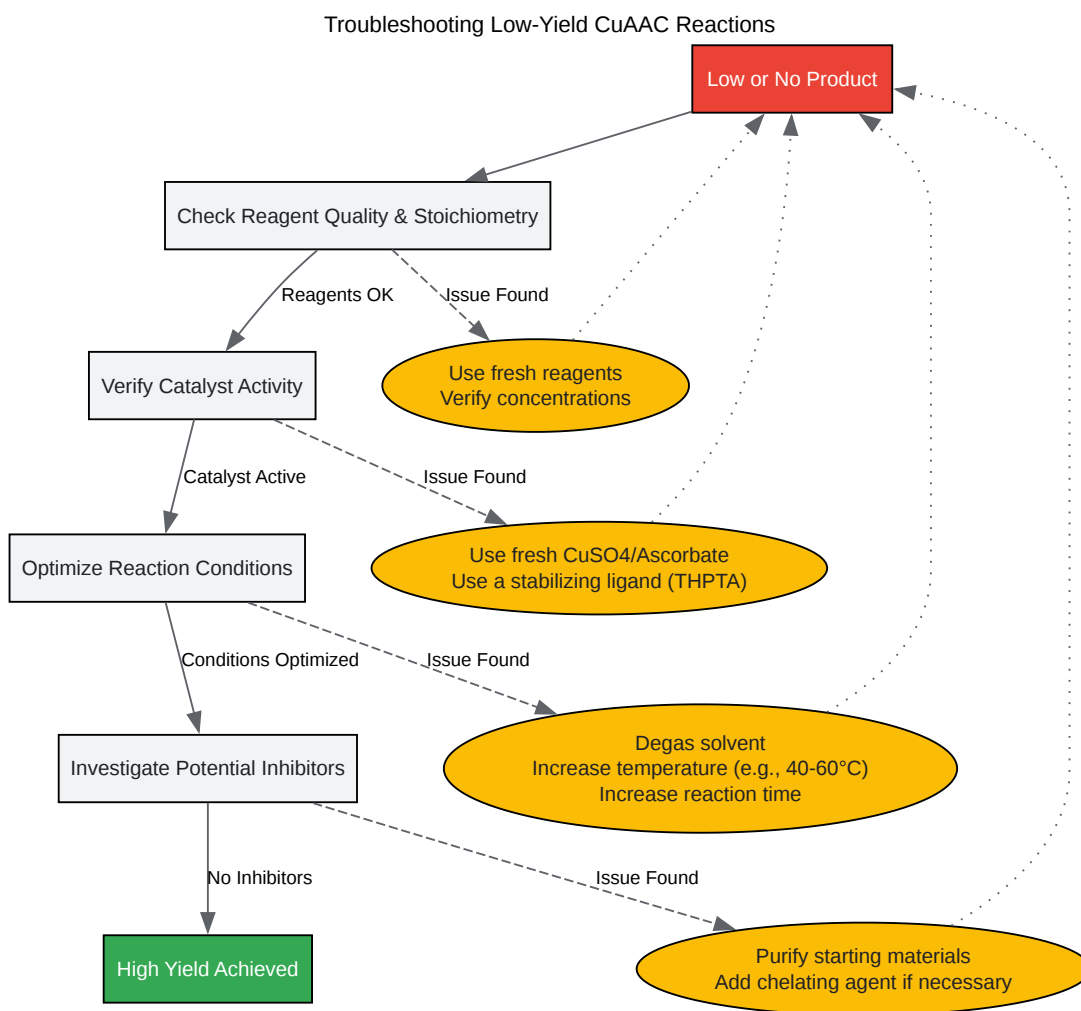 Troubleshooting Low-Yield CuAAC Reactions
Low or No Product
Check Reagent Quality & Stoichiometry
Reagents OK
Issue Found
Verify Catalyst Activity
Use fresh reagents
Verify concentrations
Catalyst Active
Issue Found
Optimize Reaction Conditions
Use fresh CuSO4/Ascorbate
Use a stabilizing ligand (THPTA)
Conditions Optimized
Issue Found
Investigate Potential Inhibitors
Degas solvent
Increase temperature (e.g., 40-60°C)
Increase reaction time
No Inhibitors
Issue Found
High Yield Achieved
Purify starting materials
Add chelating agent if necessary